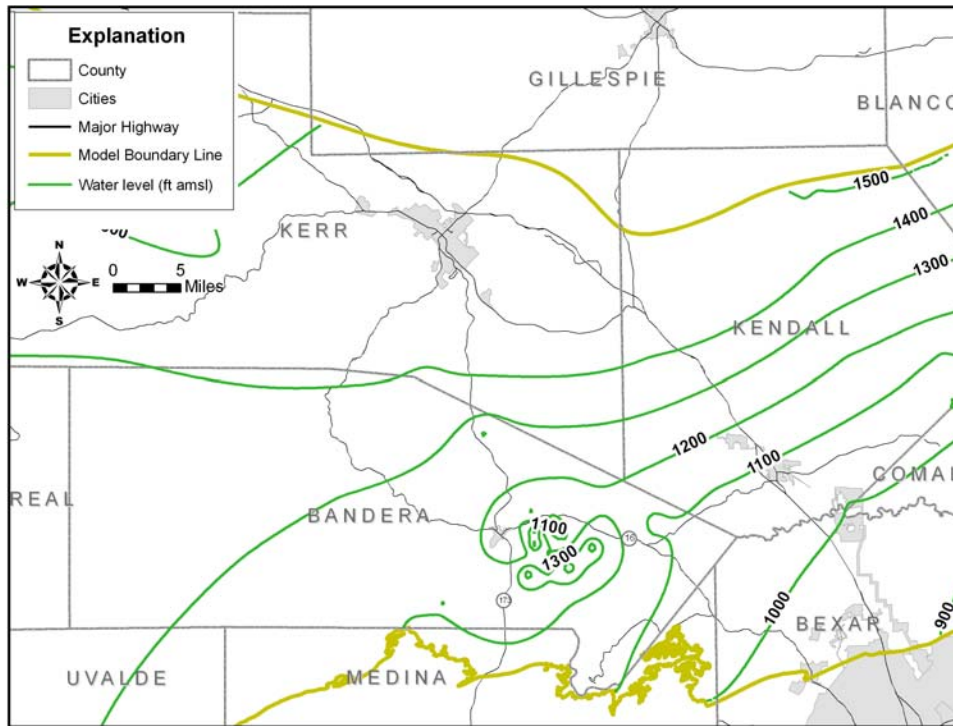 Explanation
County
Cities
Major Highway
Model Boundary Line
Water level (ft amsl)
GILLESPIE
BLANCO
1500
1400
KERR
N
W E
S
0 5
Miles
1300
KENDALL
1200
1100
COMAL
REAL
BANDERA
1100
1300
16
173
1000
BEXAR
900
UVALDE
MEDINA